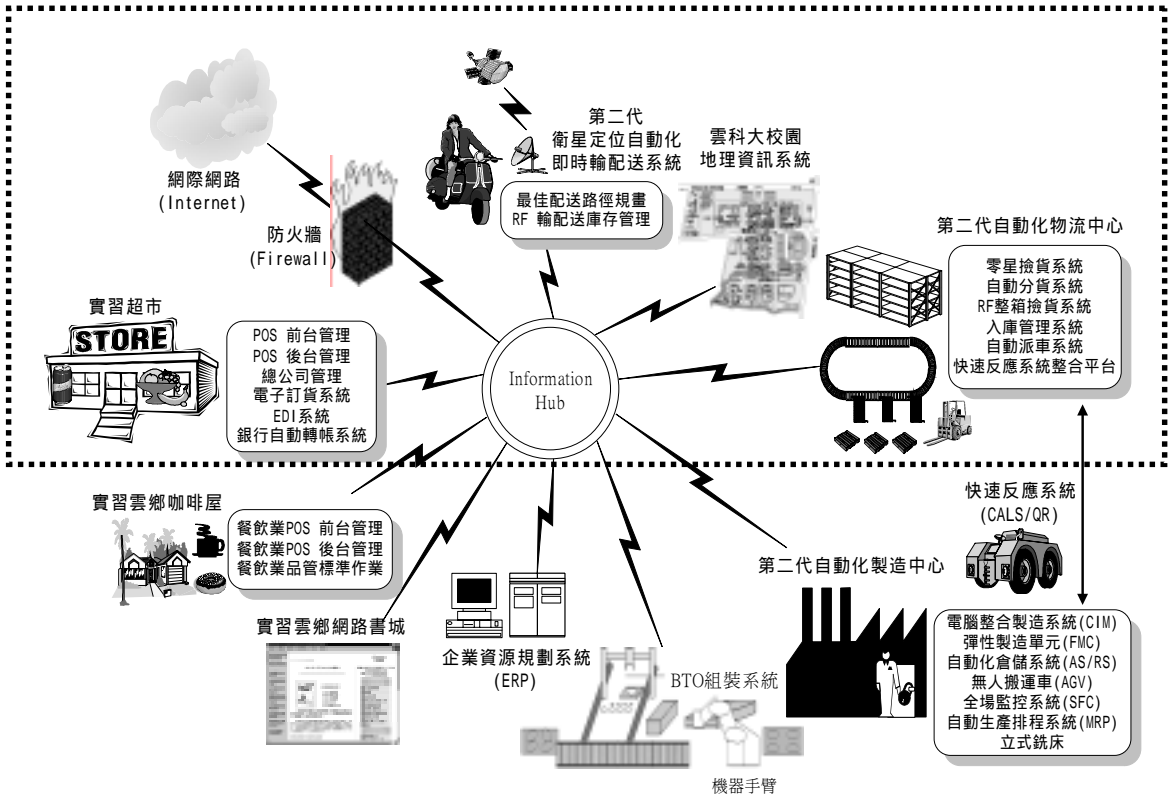 第二代
衛星定位自動化
即時輸配送系統
最佳配送路徑規畫
RF 輸配送庫存管理
雲科大校園
地理資訊系統
網際網路
(Internet)
防火牆
(Firewall)
第二代自動化物流中心
零星撿貨系統
自動分貨系統
RF整箱撿貨系統
入庫管理系統
自動派車系統
快速反應系統整合平台
實習超市
STORE
POS 前台管理
POS 後台管理
總公司管理
電子訂貨系統
EDI系統
銀行自動轉帳系統
Information
Hub
實習雲鄉咖啡屋
餐飲業POS 前台管理
餐飲業POS 後台管理
餐飲業品管標準作業
實習雲鄉網路書城
企業資源規劃系統
(ERP)
BTO組裝系統
機器手臂
第二代自動化製造中心
快速反應系統
(CALS/QR)
電腦整合製造系統(CIM)
彈性製造單元(FMC)
自動化倉儲系統(AS/RS)
無人搬運車(AGV)
全場監控系統(SFC)
自動生產排程系統(MRP)
立式銑床